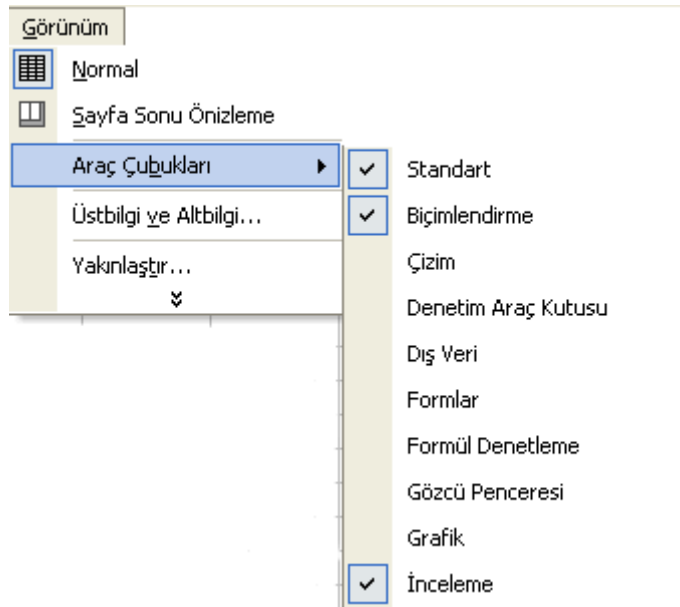 Görünüm
Normal
Sayfa Sonu Önizleme
Araç Çubukları
Üstbilgi ve Altbilgi...
Yakınlaştır...
Standart
Biçimlendirme
Çizim
Denetim Araç Kutusu
Dış Veri
Formlar
Formül Denetleme
Gözcü Penceresi
Grafik
İnceleme